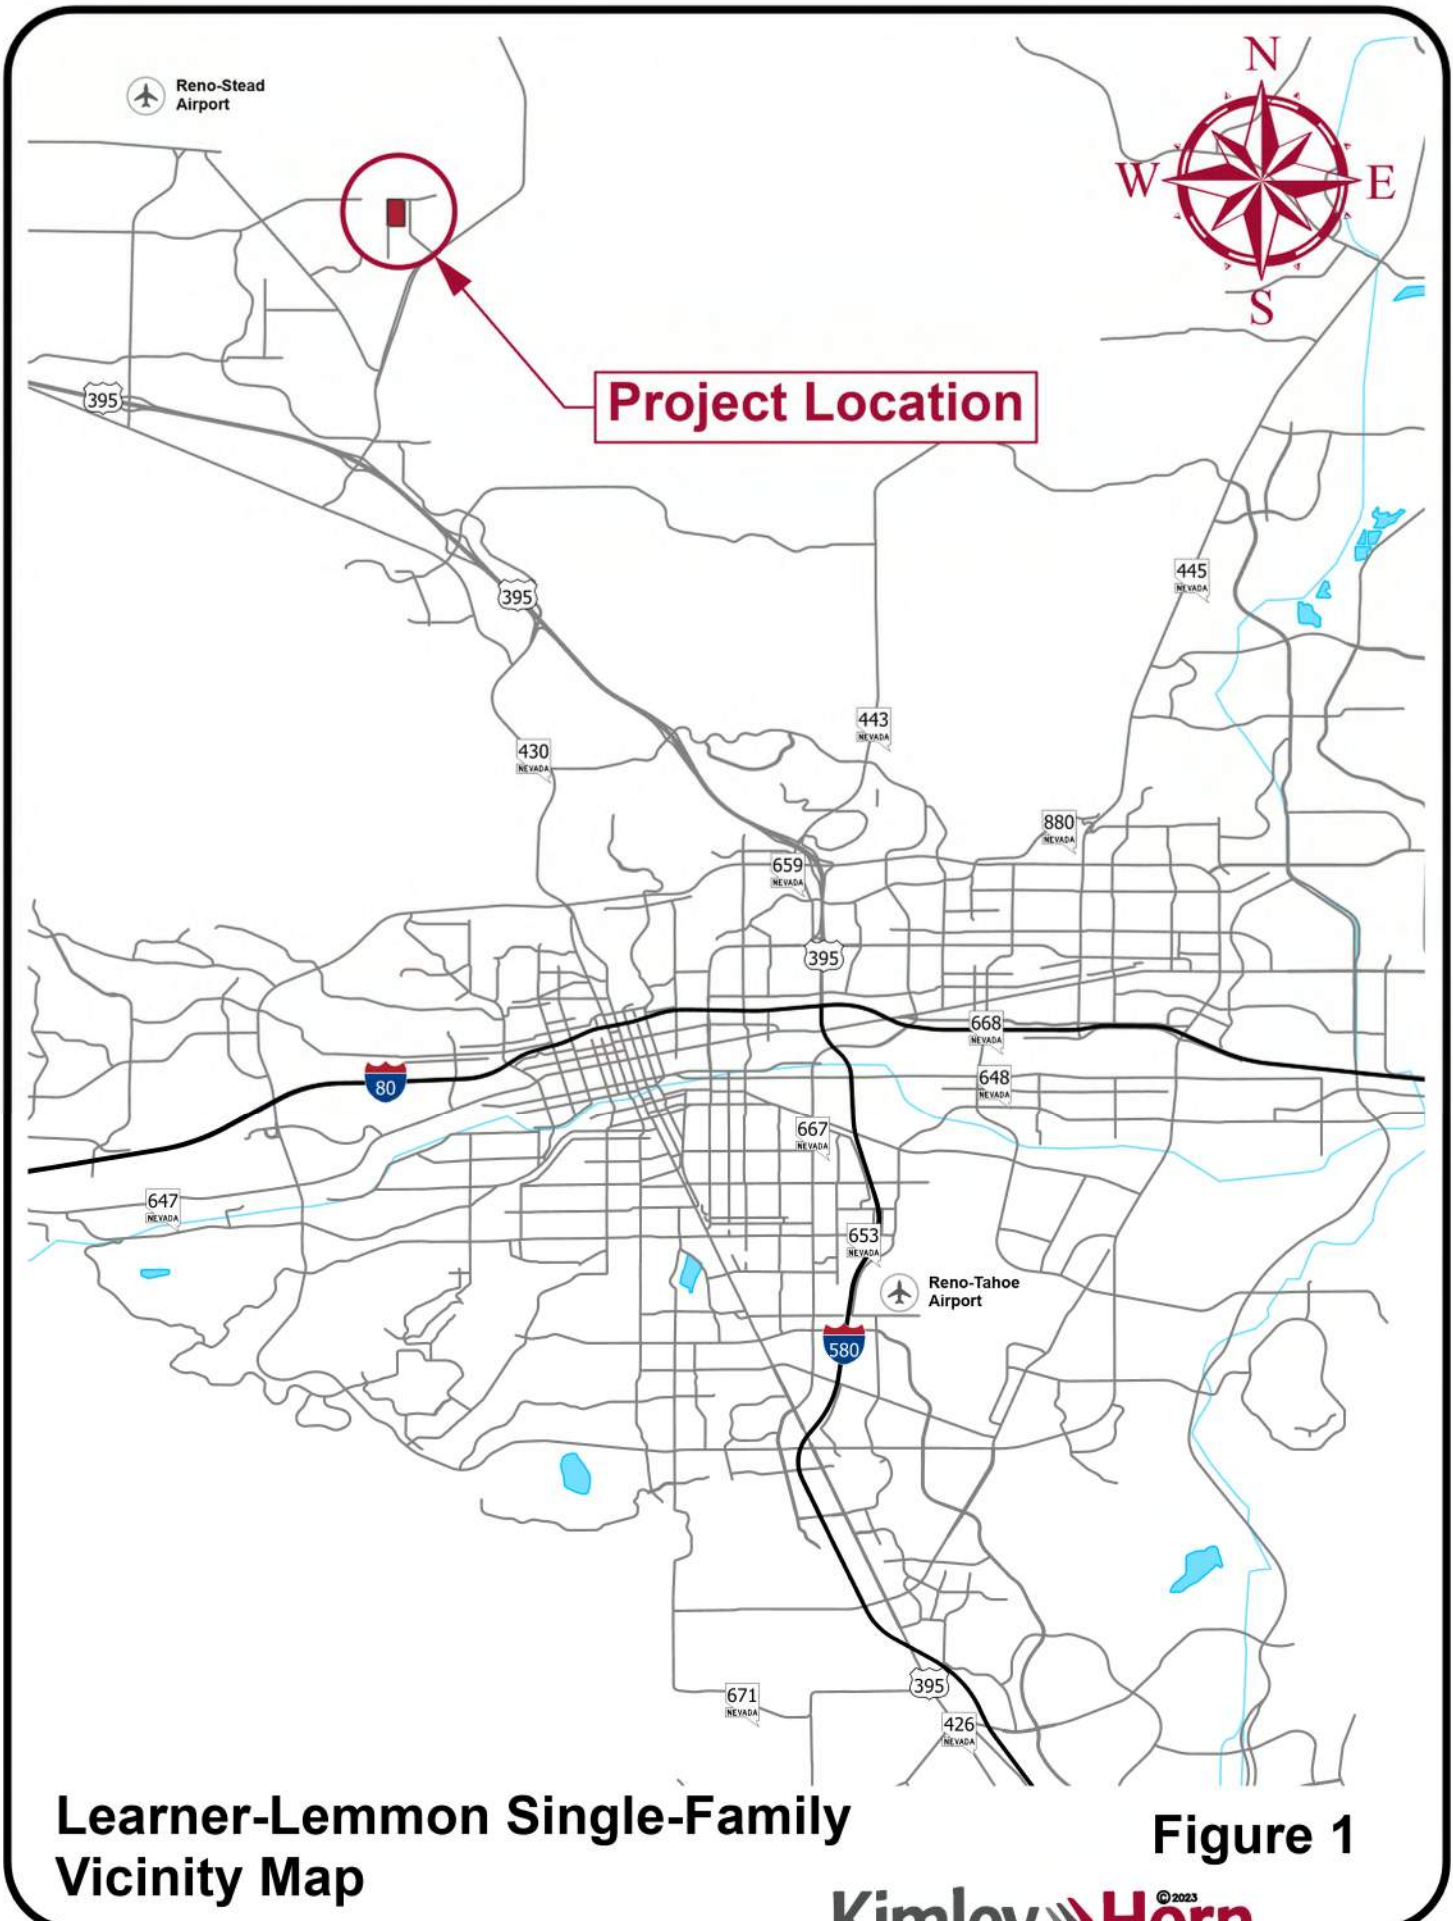 Reno-Stead
Airport
N
W
E
S
Project Location
395
395
445
NEVADA
443
NEVADA
430
NEVADA
880
NEVADA
659
NEVADA
395
668
NEVADA
80
648
NEVADA
667
NEVADA
647
NEVADA
653
NEVADA
Reno-Tahoe
Airport
580
395
671
NEVADA
426
NEVADA
Learner-Lemmon Single-Family
Vicinity Map
Figure 1
Kimley»Horn
©2023